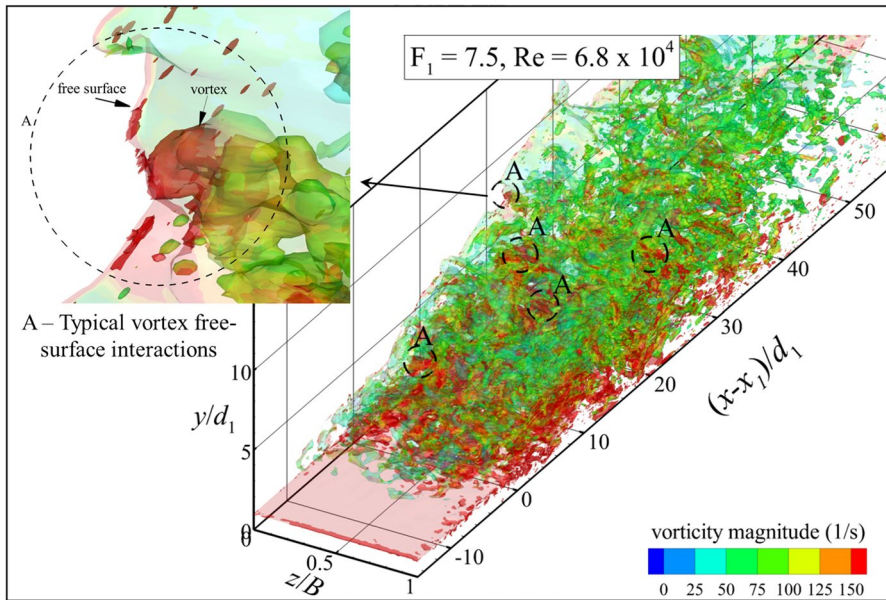 F₁ = 7.5, Re = 6.8 x 10⁴
A
free surface
vortex
A – Typical vortex free-
surface interactions
A
A
A
A
A
10
5
0
0
y/d₁
0.5
1
z/B
-10
0
10
20
30
40
50
(x-x₁)/d₁
vorticity magnitude (1/s)
0 25 50 75 100 125 150